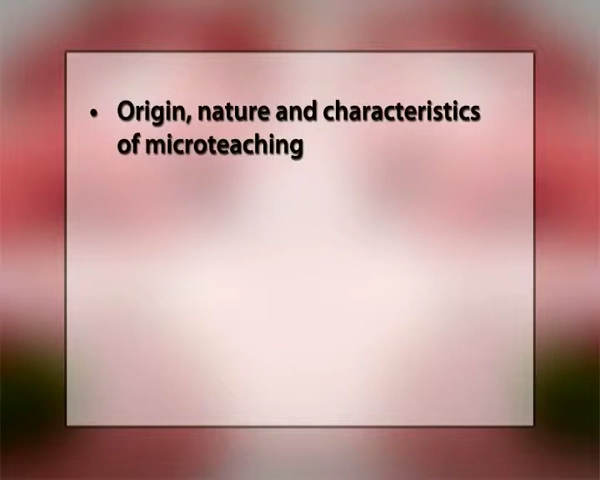 • Origin, nature and characteristics
of microteaching